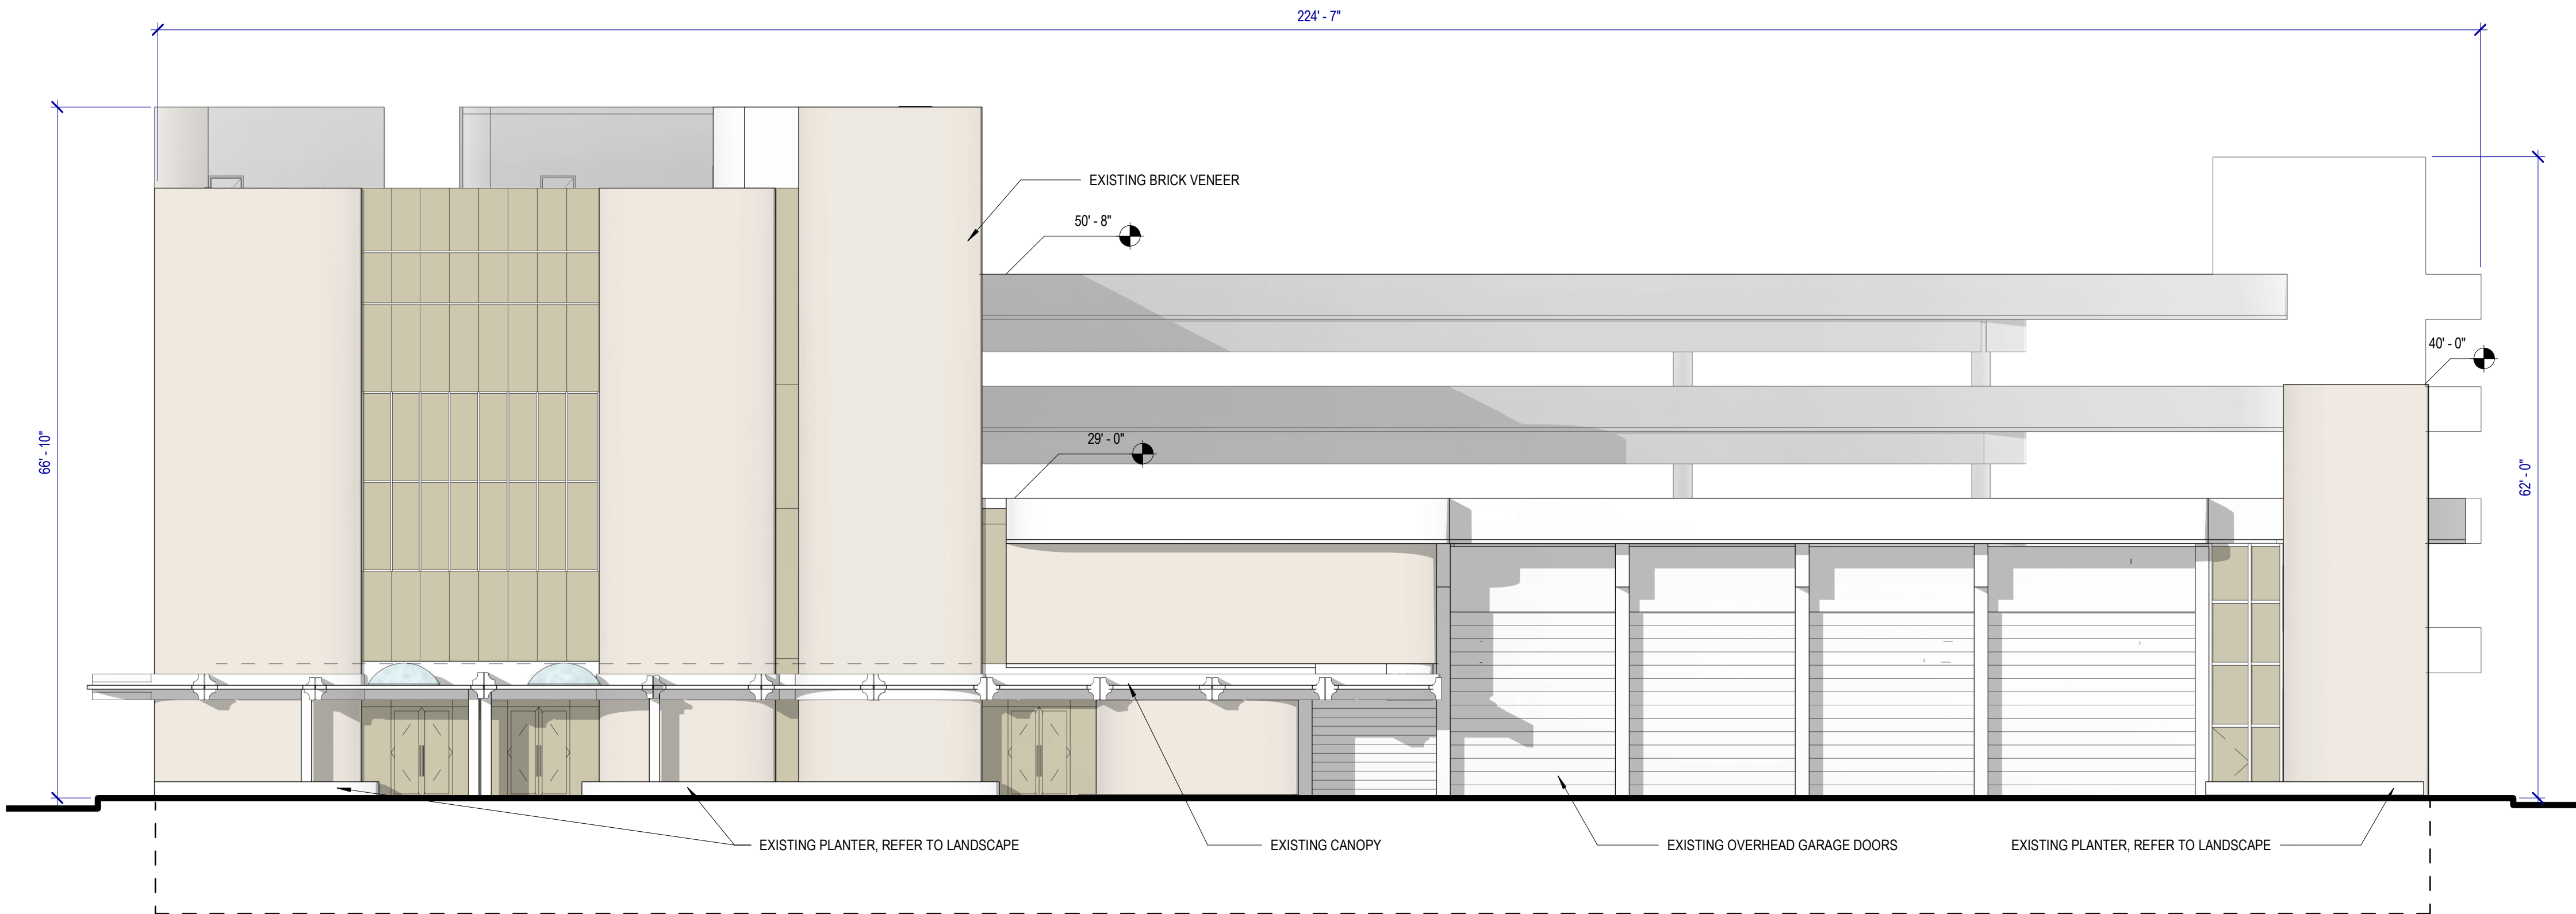 224' - 7"
EXISTING BRICK VENEER
50' - 8"
40' - 0"
29' - 0"
66' - 10"
62' - 0"
EXISTING PLANTER, REFER TO LANDSCAPE
EXISTING CANOPY
EXISTING OVERHEAD GARAGE DOORS
EXISTING PLANTER, REFER TO LANDSCAPE